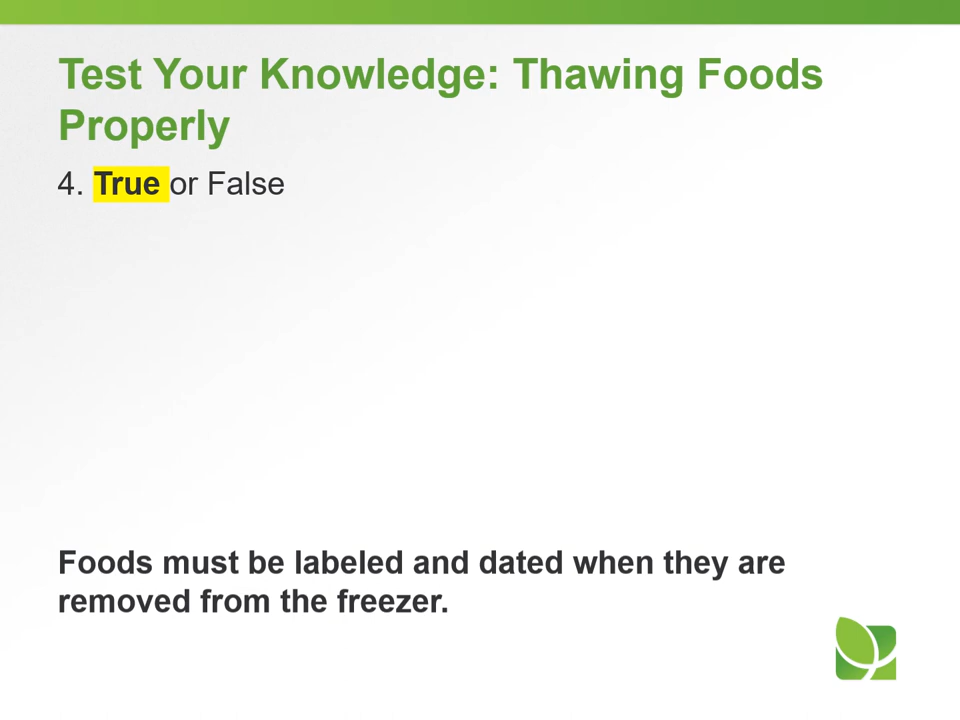 Test Your Knowledge: Thawing Foods
Properly
4. True or False
Foods must be labeled and dated when they are
removed from the freezer.